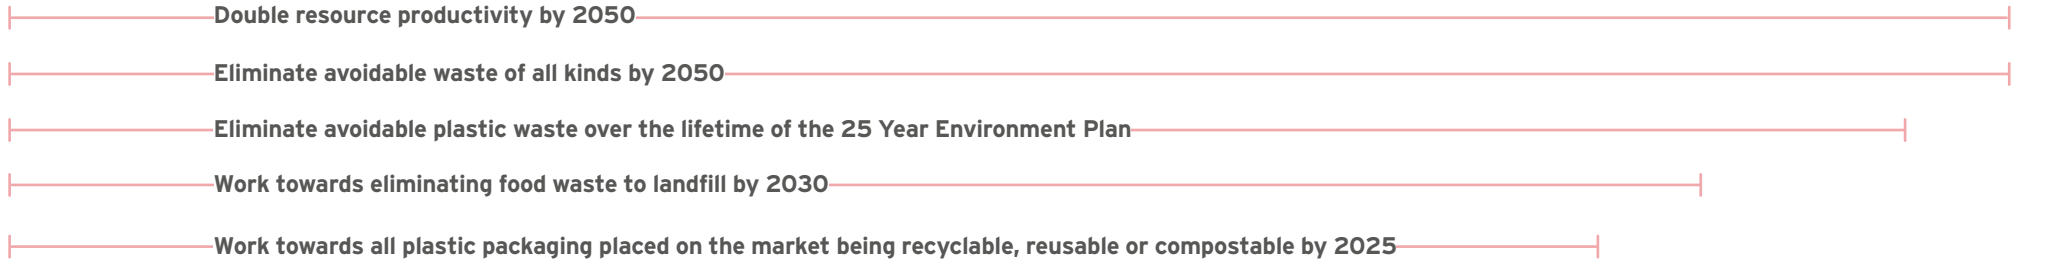 Double resource productivity by 2050
Eliminate avoidable waste of all kinds by 2050
Eliminate avoidable plastic waste over the lifetime of the 25 Year Environment Plan
Work towards eliminating food waste to landfill by 2030
Work towards all plastic packaging placed on the market being recyclable, reusable or compostable by 2025